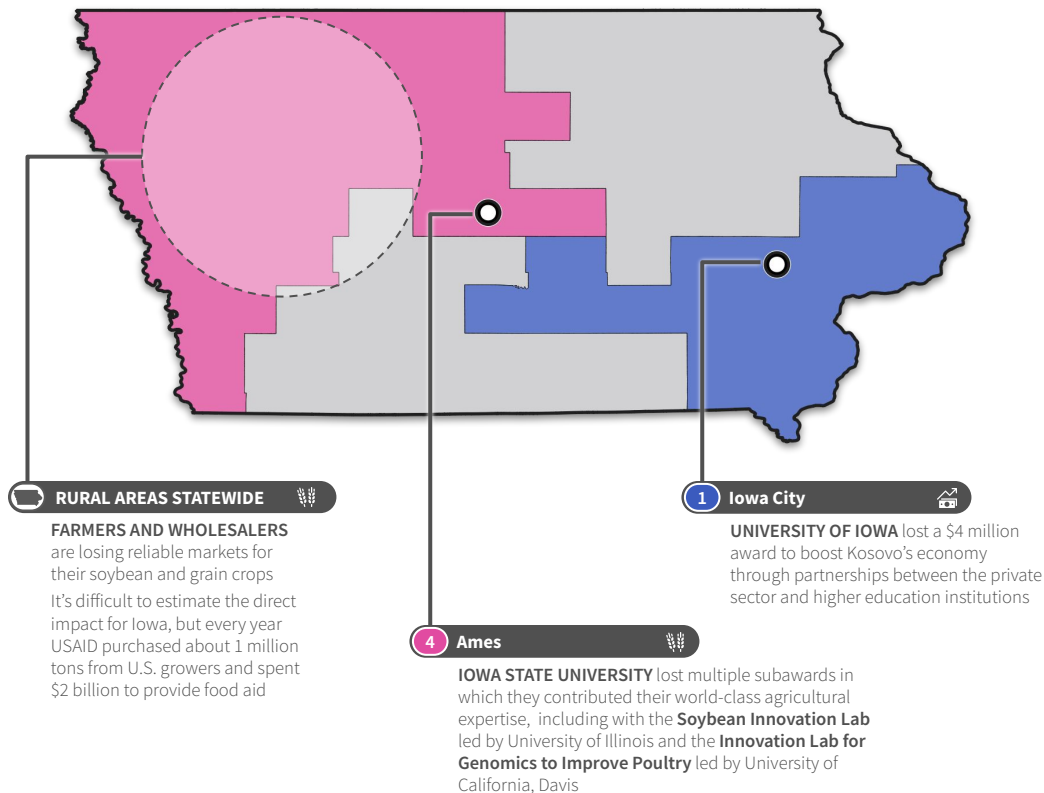 RURAL AREAS STATEWIDE
FARMERS AND WHOLESALERS
are losing reliable markets for
their soybean and grain crops
It’s difficult to estimate the direct
impact for Iowa, but every year
USAID purchased about 1 million
tons from U.S. growers and spent
$2 billion to provide food aid
4 Ames
IOWA STATE UNIVERSITY lost multiple subawards in
which they contributed their world-class agricultural
expertise, including with the Soybean Innovation Lab
led by University of Illinois and the Innovation Lab for
Genomics to Improve Poultry led by University of
California, Davis
1 Iowa City
UNIVERSITY OF IOWA lost a $4 million
award to boost Kosovo’s economy
through partnerships between the private
sector and higher education institutions